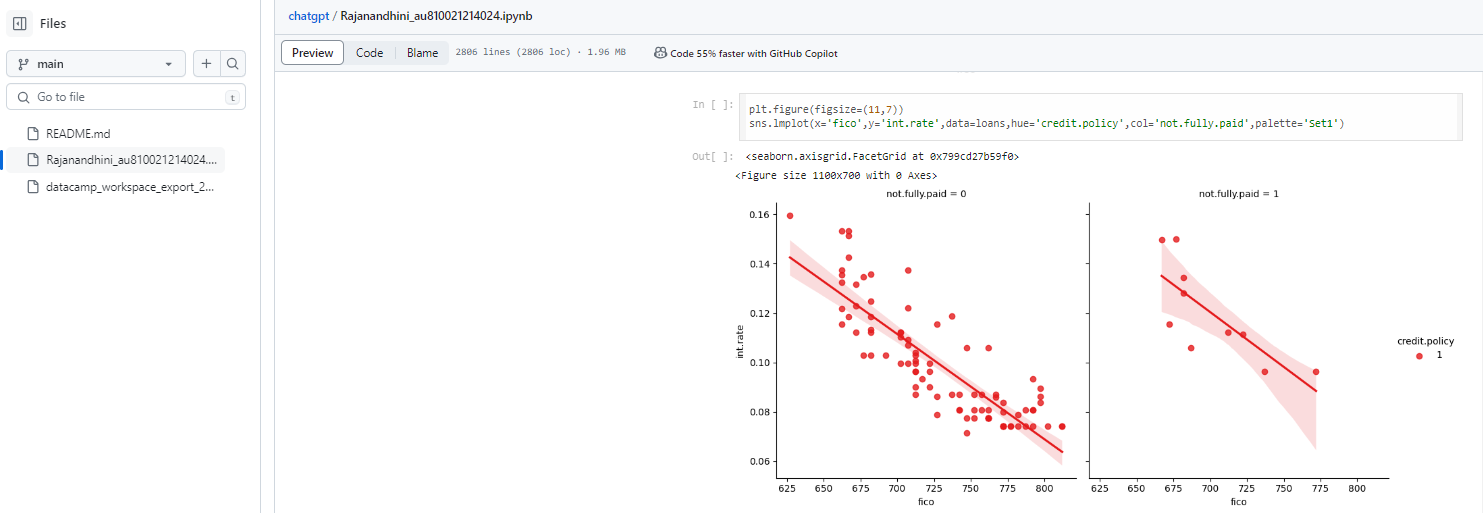 Files
main
Go to file
t
README.md
Rajanandhini_au810021214024....
datacamp_workspace_export_2...
chatgpt / Rajanandhini_au810021214024.ipynb
Preview Code Blame 2806 lines (2806 loc) · 1.96 MB Code 55% faster with GitHub Copilot
In [ ]:
plt.figure(figsize=(11,7))
sns.lmplot(x='fico',y='int.rate',data=loans,hue='credit.policy',col='not.fully.paid',palette='Set1')
Out[ ]: <seaborn.axisgrid.FacetGrid at 0x799cd27b59f0>
<Figure size 1100x700 with 0 Axes>
not.fully.paid = 0
not.fully.paid = 1
0.16
0.14
0.12
0.10
0.08
0.06
int.rate
625 650 675 700 725 750 775 800
fico
625 650 675 700 725 750 775 800
fico
credit.policy
1